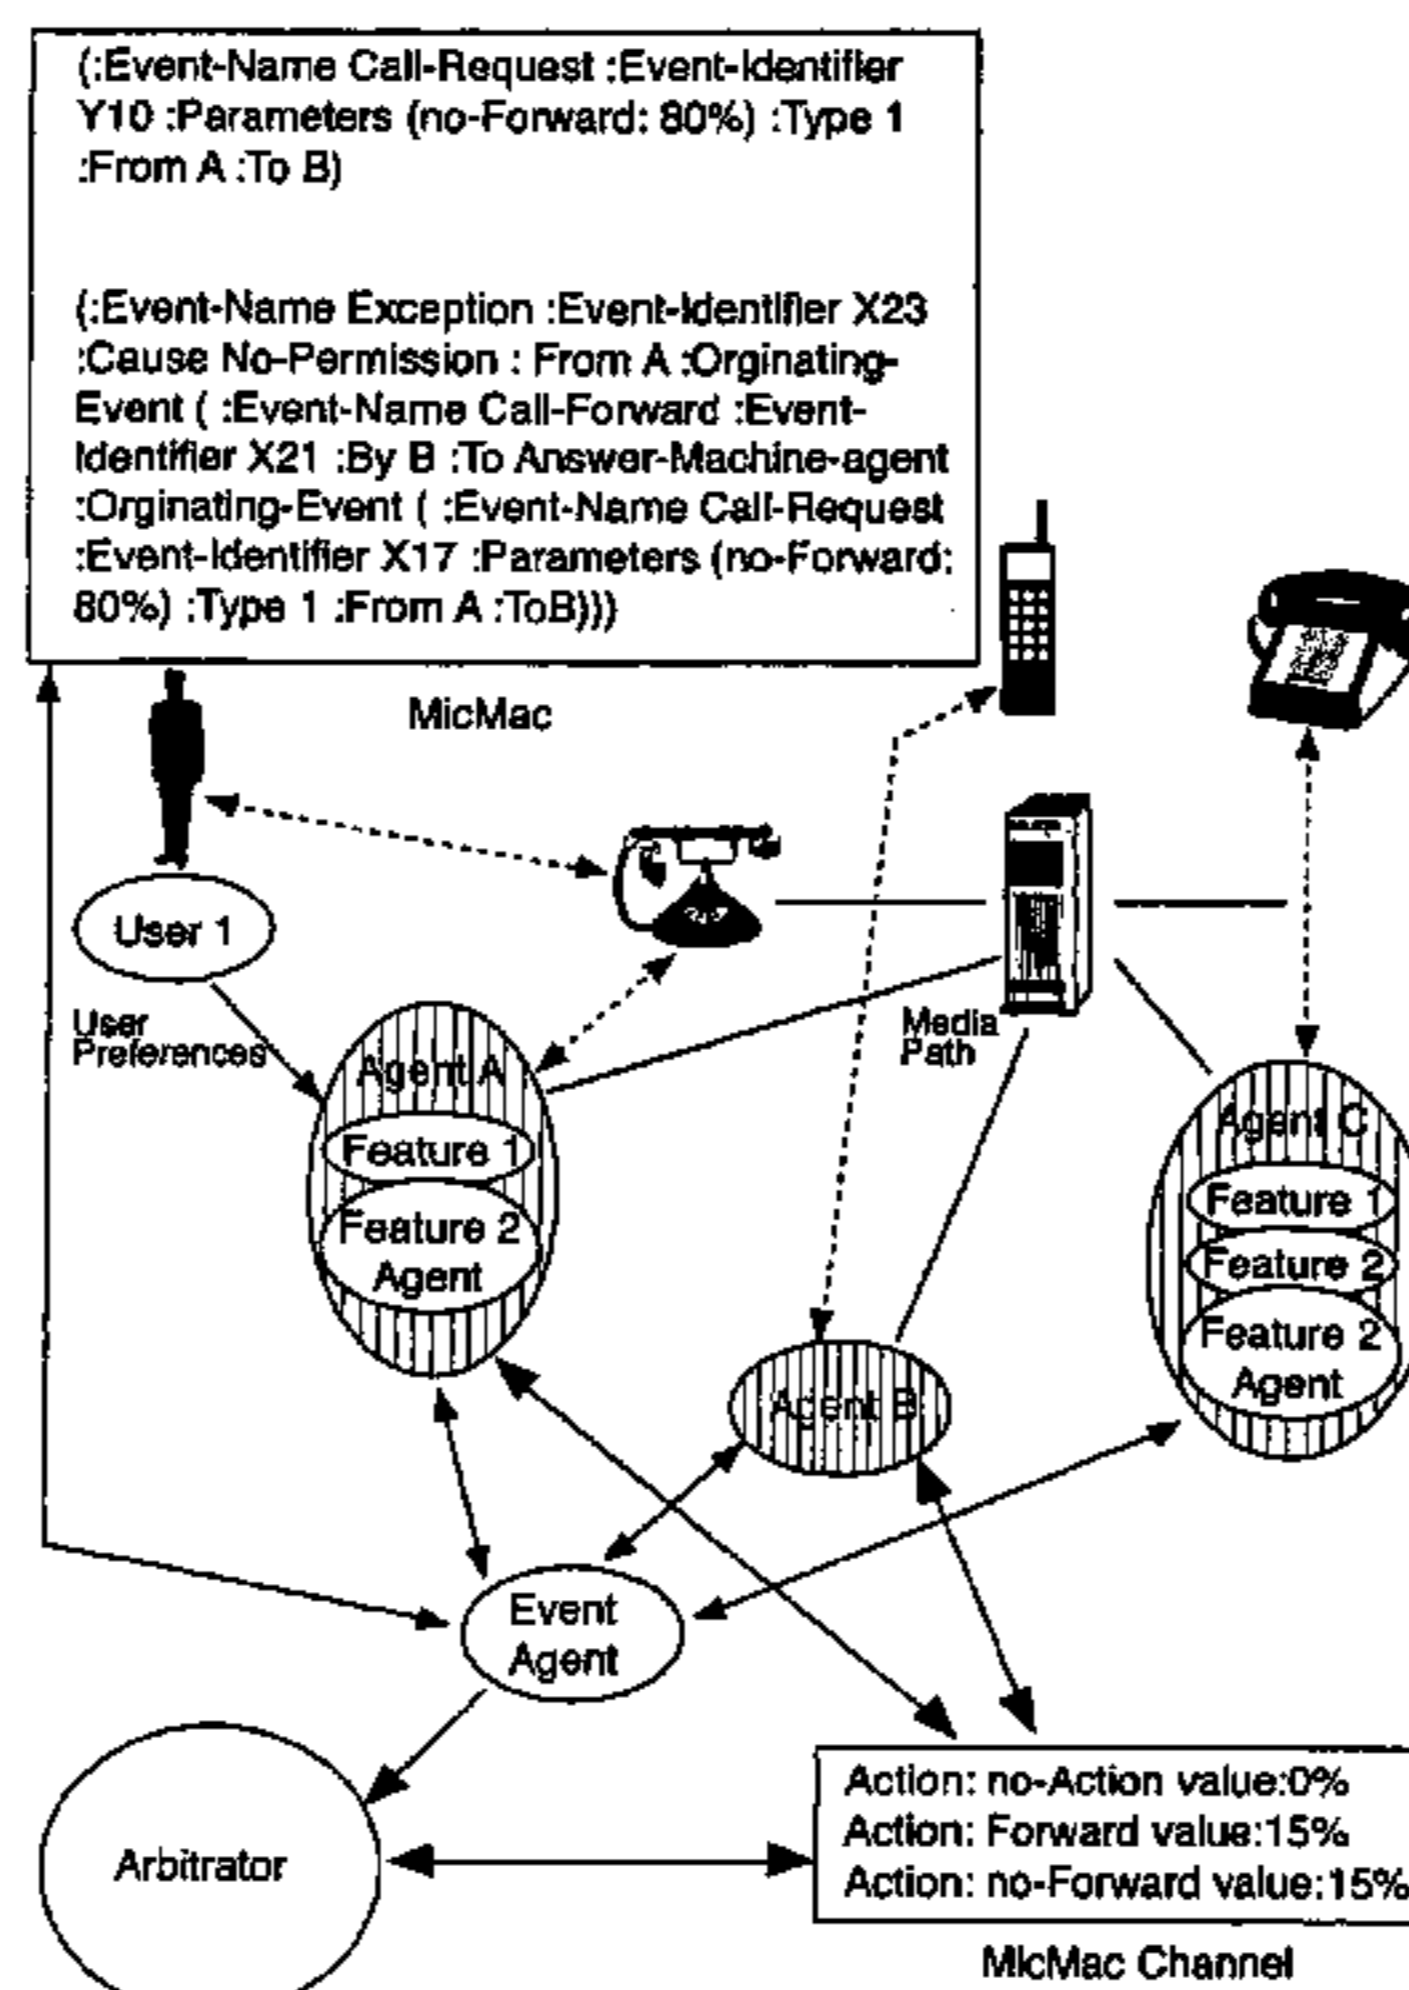 (:Event-Name Call-Request :Event-Identifier
Y10 :Parameters (no-Forward: 80%) :Type 1
:From A :To B)
(:Event-Name Exception :Event-Identifier X23
:Cause No-Permission : From A :Orginating-
Event ( :Event-Name Call-Forward :Event-
Identifier X21 :By B :To Answer-Machine-agent
:Orginating-Event ( :Event-Name Call-Request
:Event-Identifier X17 :Parameters (no-Forward:
80%) :Type 1 :From A :ToB)))
MicMac
User 1
User
Preferences
Media
Path
Agent A
Feature 1
Feature 2
Agent
Agent C
Feature 1
Feature 2
Feature 2
Agent
Agent B
Event
Agent
Arbitrator
Action: no-Action value:0%
Action: Forward value:15%
Action: no-Forward value:15%
MicMac Channel